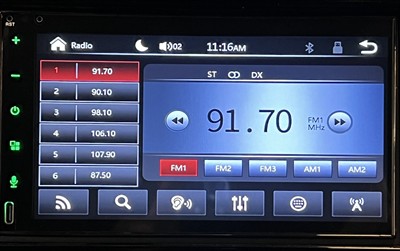 RST
Radio 02 11:16AM
ST DX
1 91.70
2 90.10
3 98.10
4 106.10
5 107.90
6 87.50
91.70 FM1 MHz
FM1 FM2 FM3 AM1 AM2